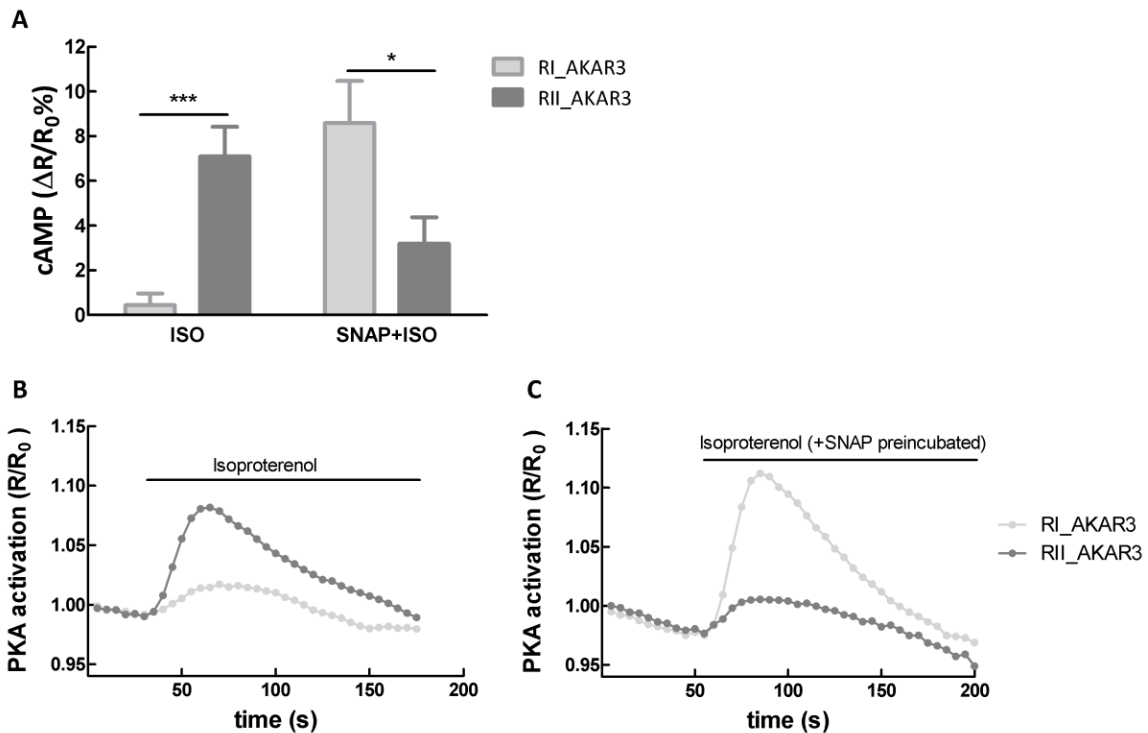 A
12
10
8
6
4
2
0
cAMP (ΔR/R0%)
***
*
ISO
SNAP+ISO
RI_AKAR3
RII_AKAR3
B
1.15
1.10
1.05
1.00
0.95
PKA activation (R/R0 )
Isoproterenol
50 100 150 200
time (s)
C
1.15
1.10
1.05
1.00
0.95
PKA activation (R/R0 )
Isoproterenol (+SNAP preincubated)
50 100 150 200
time (s)
RI_AKAR3
RII_AKAR3